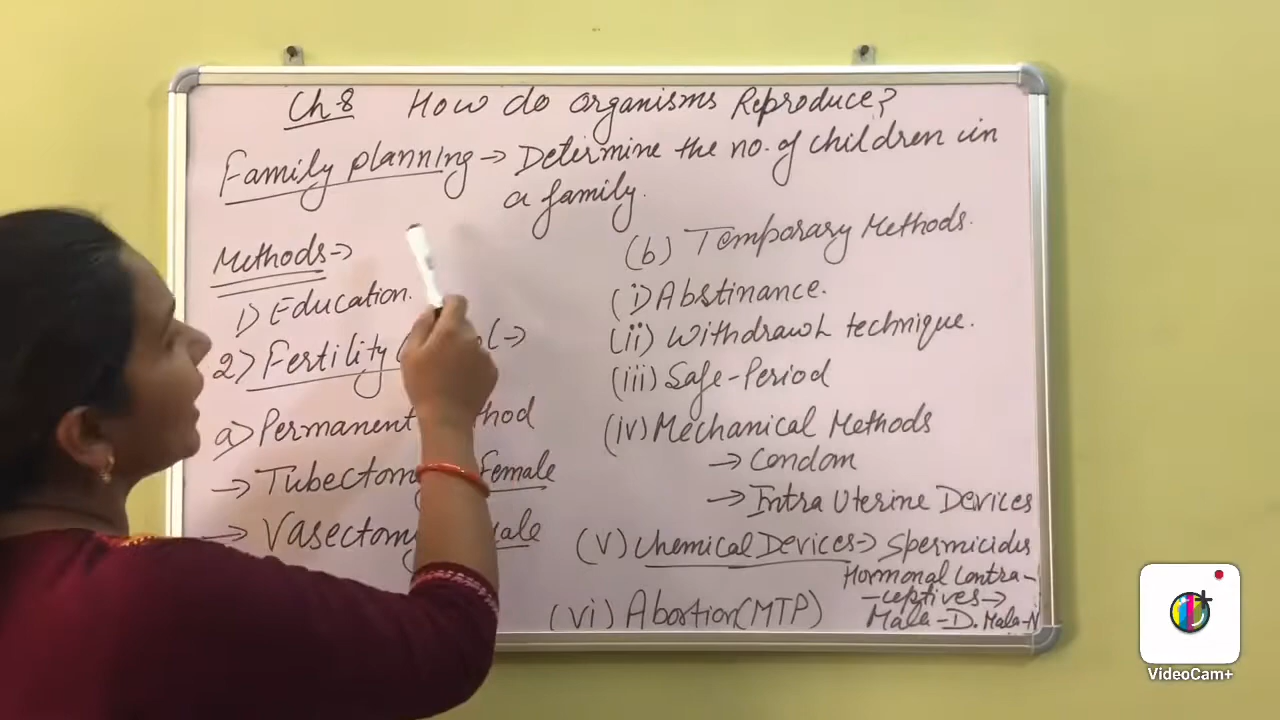 Ch-8 How do organisms Reproduce?
Family planning → Determine the no. of children in
a family.
Methods →
1) Education.
2) Fertility →
a) Permanent
→ Female
→
(b) Temporary Methods.
(i) Abstinance.
(ii) Withdrawl technique.
(iii) Safe-Period
(iv) Mechanical Methods
→ Condom
→ Intra Uterine Devices
(v) Chemical Devices → Spermicides
Hormonal Contra-
-ceptives →
Mala-D. Mala-N
(vi) Abortion (MTP)
VideoCam+